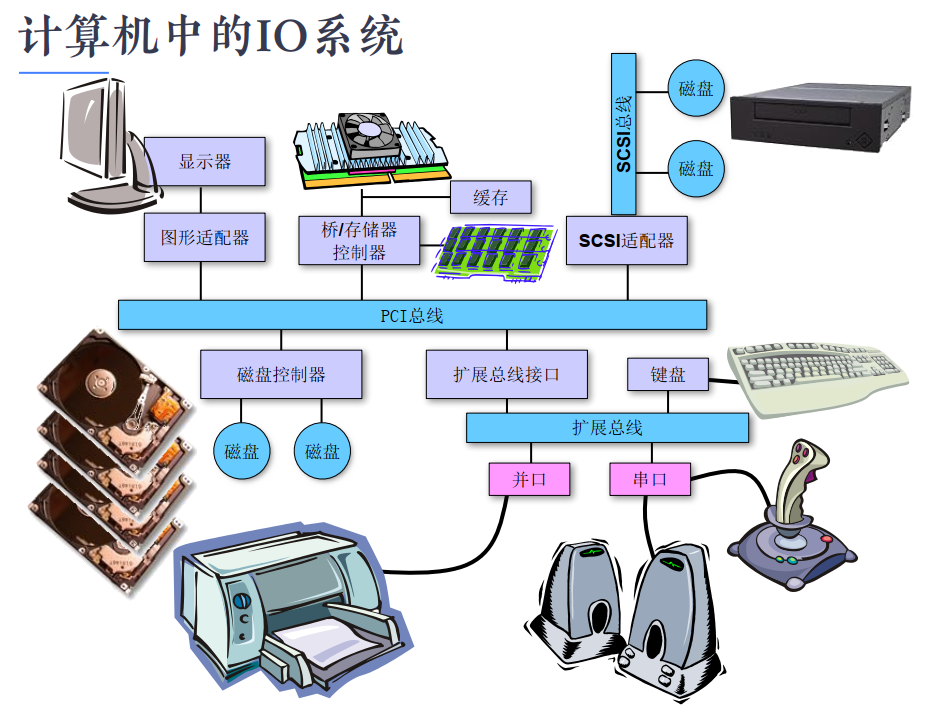 计算机中的IO系统
SCSI总线
磁盘
磁盘
显示器
缓存
图形适配器
桥/存储器
控制器
SCSI适配器
PCI总线
磁盘控制器
扩展总线接口
键盘
磁盘
磁盘
扩展总线
并口
串口